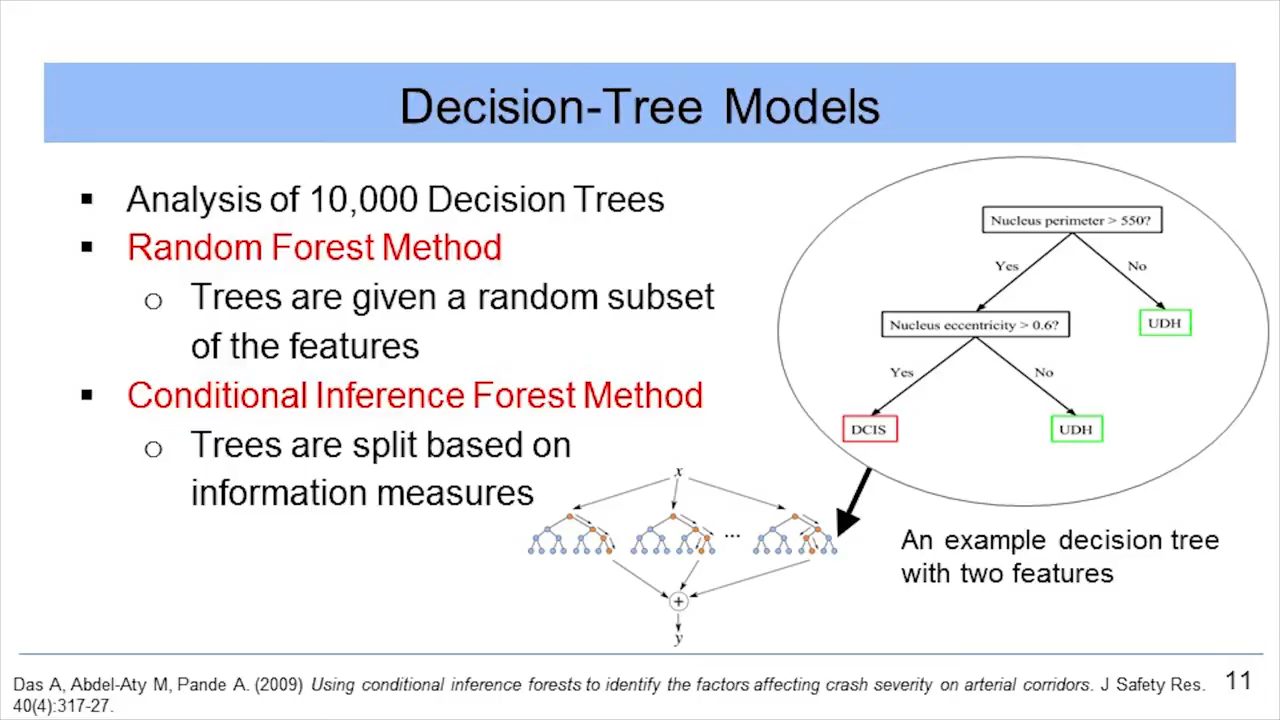 Decision-Tree Models
▪ Analysis of 10,000 Decision Trees
▪ Random Forest Method
o Trees are given a random subset
of the features
▪ Conditional Inference Forest Method
o Trees are split based on
information measures
Nucleus perimeter > 550?
Yes
No
Nucleus eccentricity > 0.6?
UDH
Yes
No
DCIS
UDH
x
...
+
y
An example decision tree
with two features
Das A, Abdel-Aty M, Pande A. (2009) Using conditional inference forests to identify the factors affecting crash severity on arterial corridors. J Safety Res.
40(4):317-27.
11